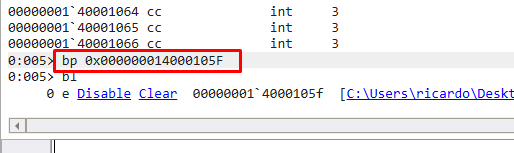 00000001`40001064 cc int 3
00000001`40001065 cc int 3
00000001`40001066 cc int 3
0:005> bp 0x000000014000105F
0:005> bl
0 e Disable Clear 00000001`4000105f [C:\Users\ricardo\Deskt